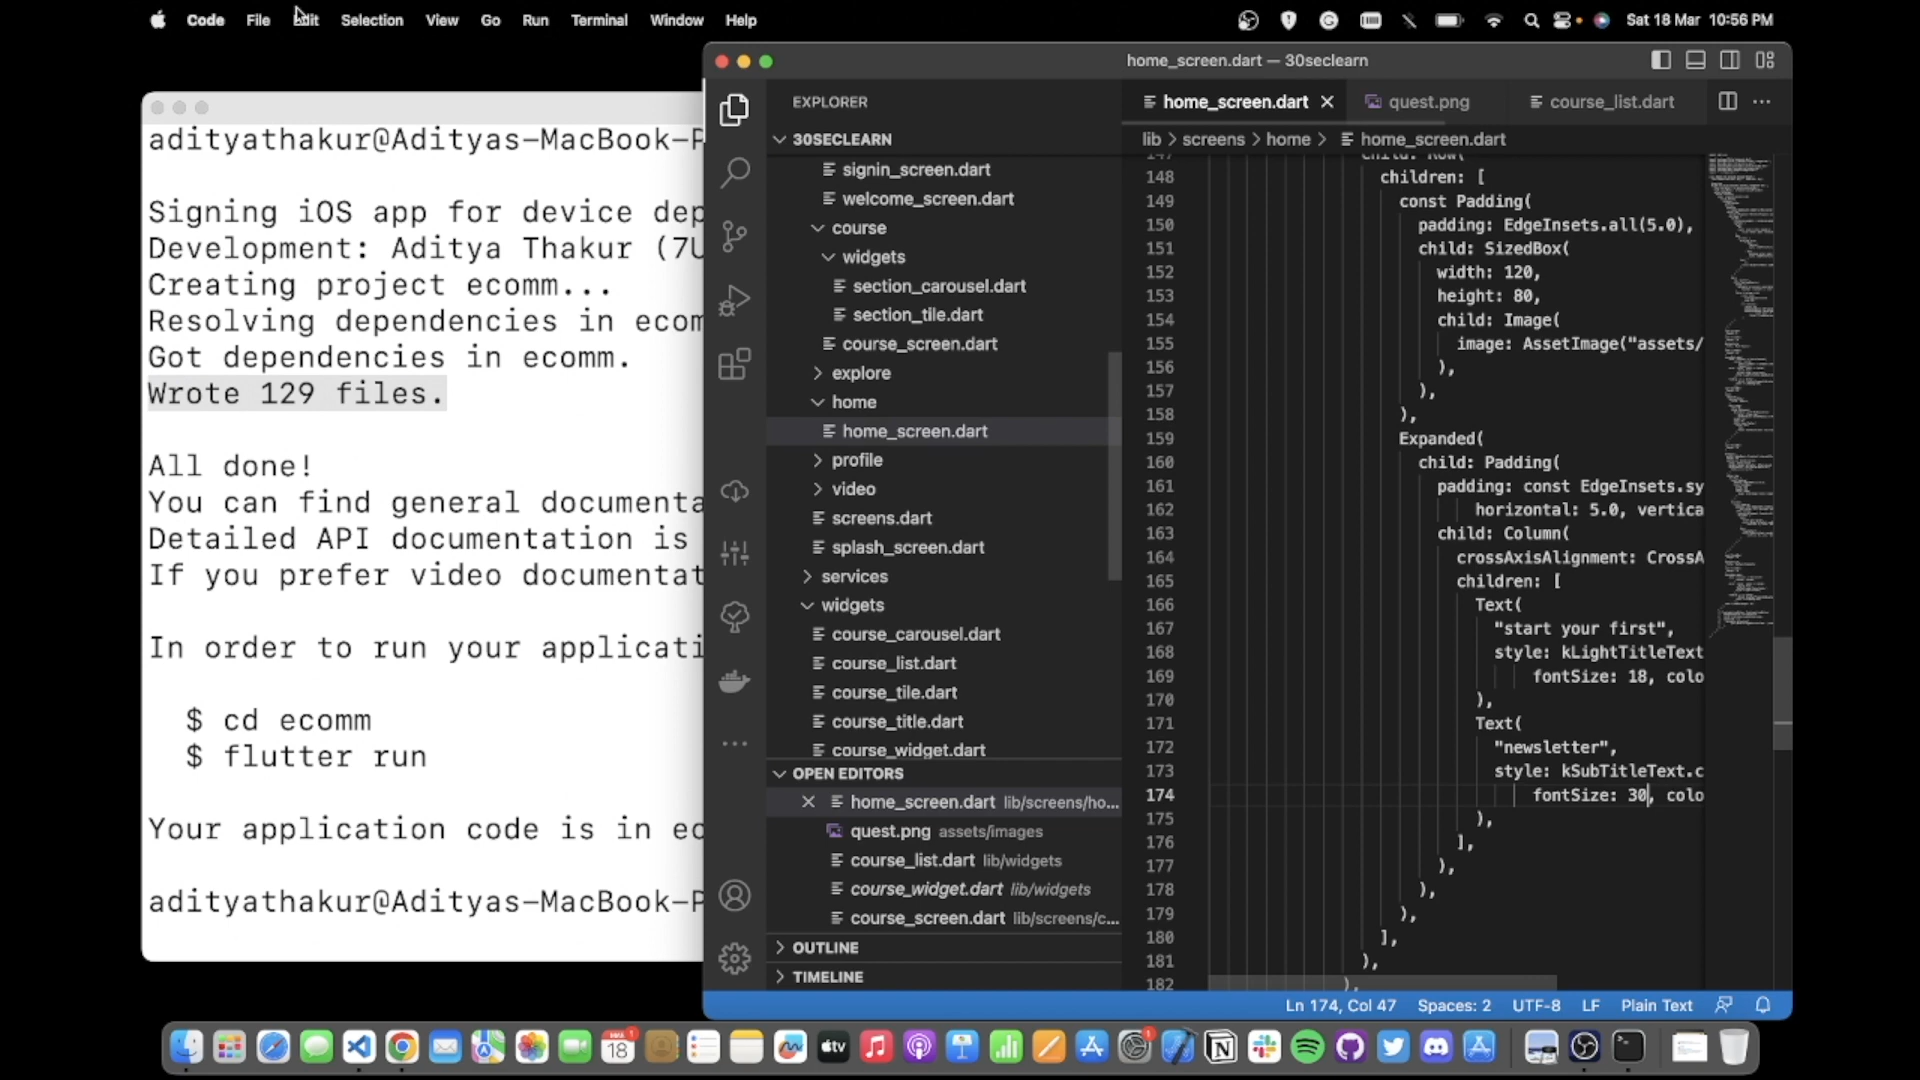 Code File Edit Selection View Go Run Terminal Window Help
Sat 18 Mar 10:56 PM
adityathakur@Adityas-MacBook-P
Signing iOS app for device dep
Development: Aditya Thakur (7U
Creating project ecomm...
Resolving dependencies in ecom
Got dependencies in ecomm.
Wrote 129 files.
All done!
You can find general documenta
Detailed API documentation is
If you prefer video documentat
In order to run your applicati
$ cd ecomm
$ flutter run
Your application code is in ec
adityathakur@Adityas-MacBook-P
home_screen.dart — 30seclearn
EXPLORER
30SECLEARN
signin_screen.dart
welcome_screen.dart
course
widgets
section_carousel.dart
section_tile.dart
course_screen.dart
explore
home
home_screen.dart
profile
video
screens.dart
splash_screen.dart
services
widgets
course_carousel.dart
course_list.dart
course_tile.dart
course_title.dart
course_widget.dart
OPEN EDITORS
home_screen.dart lib/screens/ho...
quest.png assets/images
course_list.dart lib/widgets
course_widget.dart lib/widgets
course_screen.dart lib/screens/c...
OUTLINE
TIMELINE
home_screen.dart quest.png course_list.dart
lib > screens > home > home_screen.dart
147 child: Row(
148 children: [
149 const Padding(
150 padding: EdgeInsets.all(5.0),
151 child: SizedBox(
152 width: 120,
153 height: 80,
154 child: Image(
155 image: AssetImage("assets/
156 ),
157 ),
158 ),
159 Expanded(
160 child: Padding(
161 padding: const EdgeInsets.sy
162 horizontal: 5.0, vertica
163 child: Column(
164 crossAxisAlignment: CrossA
165 children: [
166 Text(
167 "start your first",
168 style: kLightTitleText
169 fontSize: 18, colo
170 ),
171 Text(
172 "newsletter",
173 style: kSubTitleText.c
174 fontSize: 30, colo
175 ),
176 ],
177 ),
178 ),
179 ),
180 ],
181 ),
182 ),
Ln 174, Col 47 Spaces: 2 UTF-8 LF Plain Text
18
tv